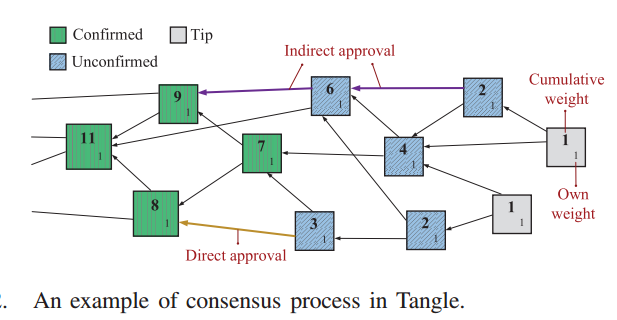 Confirmed Tip
Unconfirmed
Indirect approval
Cumulative
weight
9
1
6
1
2
1
11
1
7
1
4
1
1
1
8
1
3
1
2
1
1
1
Own
weight
Direct approval
. An example of consensus process in Tangle.